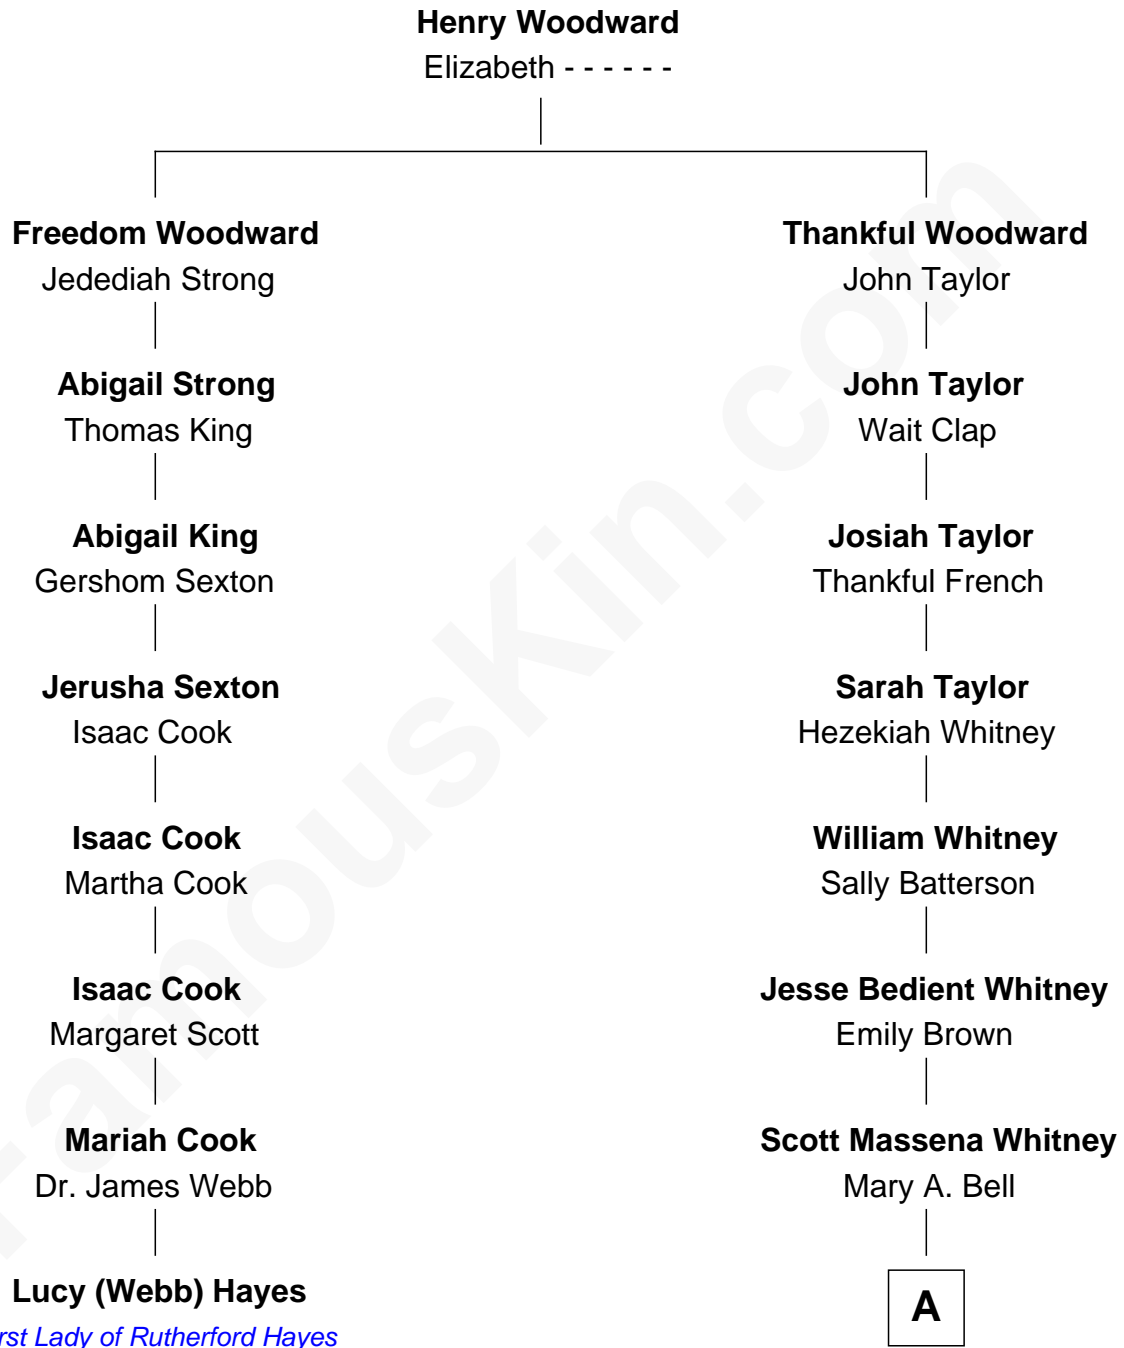 Henry Woodward
Elizabeth - - - - - -
Freedom Woodward
Jedediah Strong
Abigail Strong
Thomas King
Abigail King
Gershom Sexton
Jerusha Sexton
Isaac Cook
Isaac Cook
Martha Cook
Isaac Cook
Margaret Scott
Mariah Cook
Dr. James Webb
Lucy (Webb) Hayes
rst Lady of Rutherford Hayes
Thankful Woodward
John Taylor
John Taylor
Wait Clap
Josiah Taylor
Thankful French
Sarah Taylor
Hezekiah Whitney
William Whitney
Sally Batterson
Jesse Bedient Whitney
Emily Brown
Scott Massena Whitney
Mary A. Bell
A
FamousKin.com